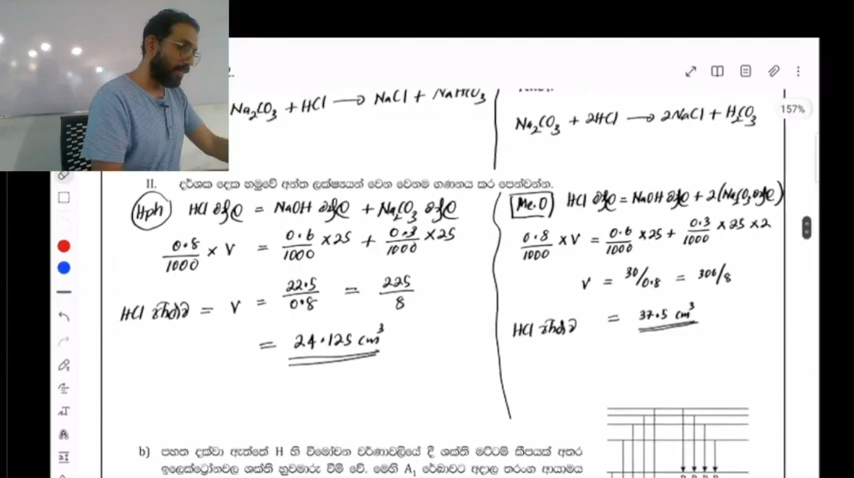 Na₂CO₃ + HCl → NaCl + NaHCO₃
Na₂CO₃ + 2HCl → 2NaCl + H₂CO₃
157%
II. දර්ශක දෙක හමුවේ අන්ත ලක්ෂ්‍යයන් වෙන වෙනම ගණනය කර පෙන්වන්න.
Hph HCl මවුල = NaOH මවුල + Na₂CO₃ මවුල
0.8/1000 × V = 0.6/1000 × 25 + 0.3/1000 × 25
HCl = V = 22.5/0.8 = 225/8
= 24.125 cm³
Me.O HCl මවුල = NaOH මවුල + 2(Na₂CO₃ මවුල)
0.8/1000 × V = 0.6/1000 × 25 + 0.3/1000 × 25 × 2
V = 30/0.8 = 300/8
HCl = 37.5 cm³
b) පහත දක්වා ඇත්තේ H හි විමෝචන වර්ණාවලියේ දී ශක්ති මට්ටම් කීපයක් අතර
ඉලෙක්ට්‍රෝනවල ශක්ති හුවමාරු වීම් වේ. මෙහි A₁ රේඛාවට අදාල තරංග ආයාමය